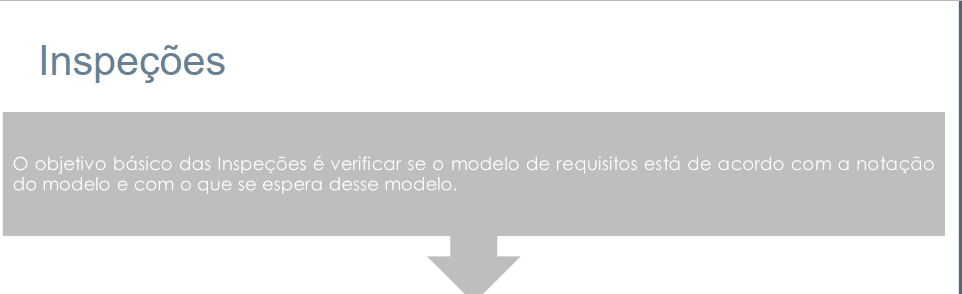 Inspeções
O objetivo básico das Inspeções é verificar se o modelo de requisitos está de acordo com a notação
do modelo e com o que se espera desse modelo.